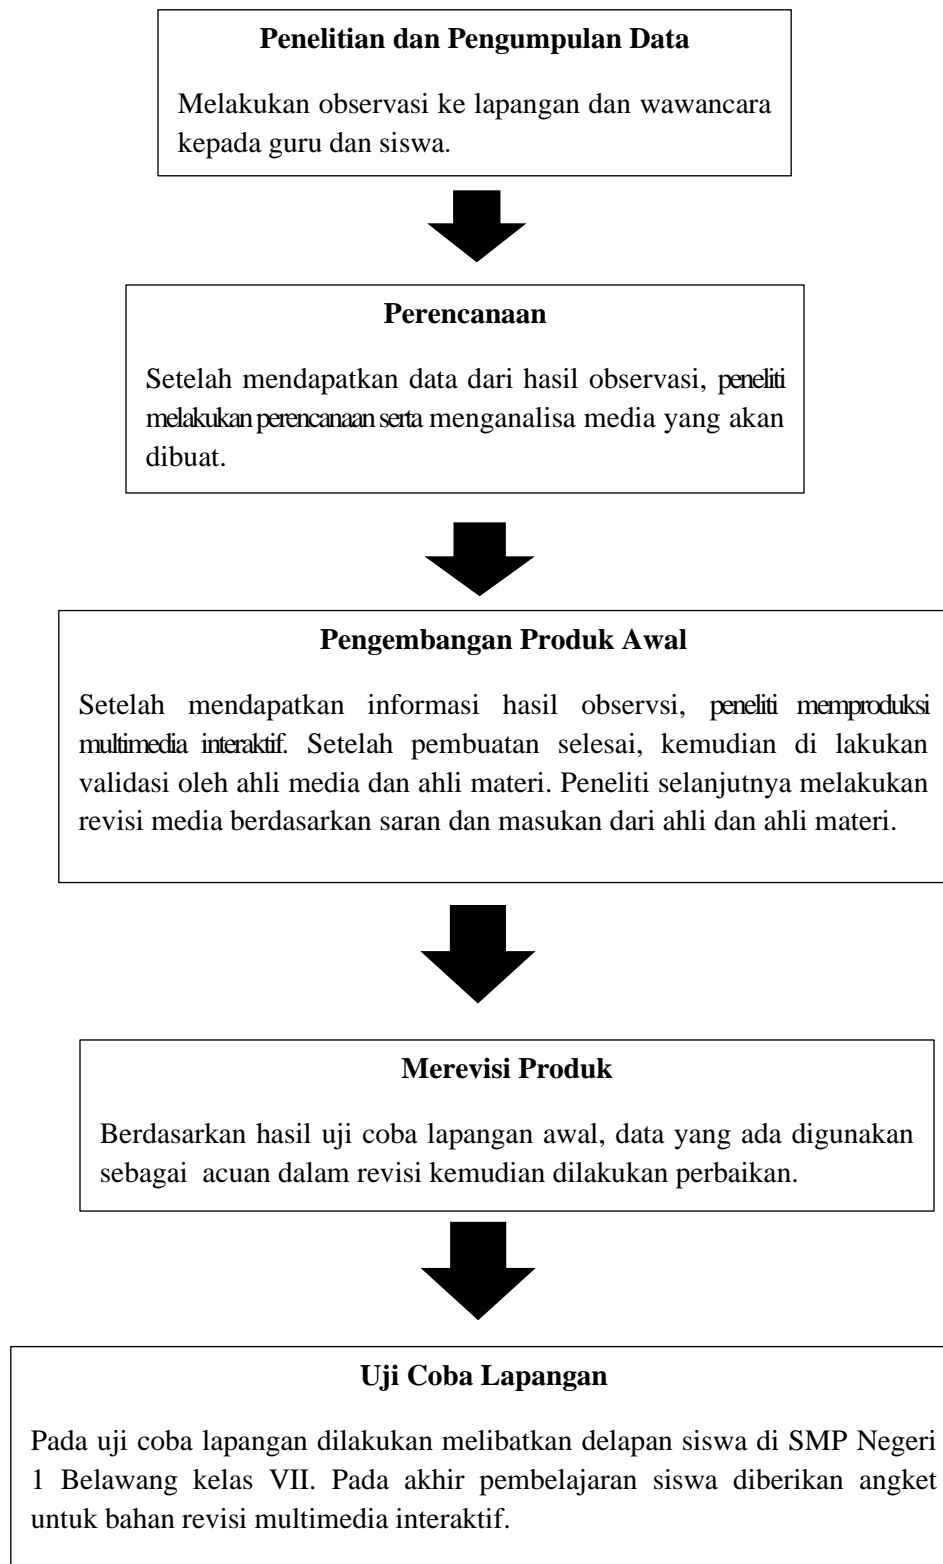 Penelitian dan Pengumpulan Data
Melakukan observasi ke lapangan dan wawancara
kepada guru dan siswa.
Perencanaan
Setelah mendapatkan data dari hasil observasi, peneliti
melakukan perencanaan serta menganalisa media yang akan
dibuat.
Pengembangan Produk Awal
Setelah mendapatkan informasi hasil observsi, peneliti memproduksi
multimedia interaktif. Setelah pembuatan selesai, kemudian di lakukan
validasi oleh ahli media dan ahli materi. Peneliti selanjutnya melakukan
revisi media berdasarkan saran dan masukan dari ahli dan ahli materi.
Merevisi Produk
Berdasarkan hasil uji coba lapangan awal, data yang ada digunakan
sebagai  acuan dalam revisi kemudian dilakukan perbaikan.
Uji Coba Lapangan
Pada uji coba lapangan dilakukan melibatkan delapan siswa di SMP Negeri
1 Belawang kelas VII. Pada akhir pembelajaran siswa diberikan angket
untuk bahan revisi multimedia interaktif.